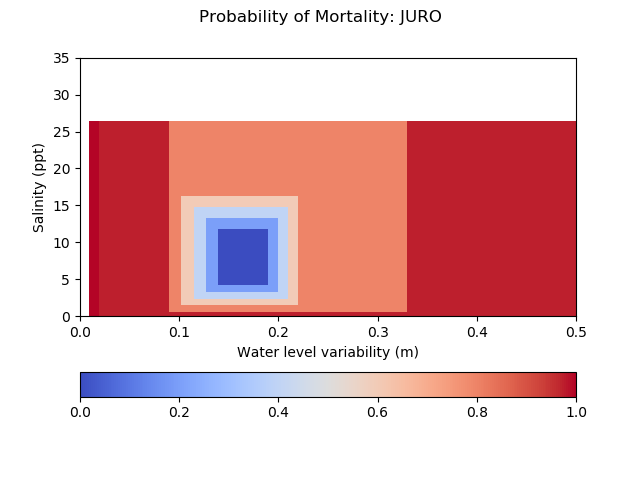 Probability of Mortality: JURO
35
30
25
20
15
10
5
0
Salinity (ppt)
0.0 0.1 0.2 0.3 0.4 0.5
Water level variability (m)
0.0 0.2 0.4 0.6 0.8 1.0